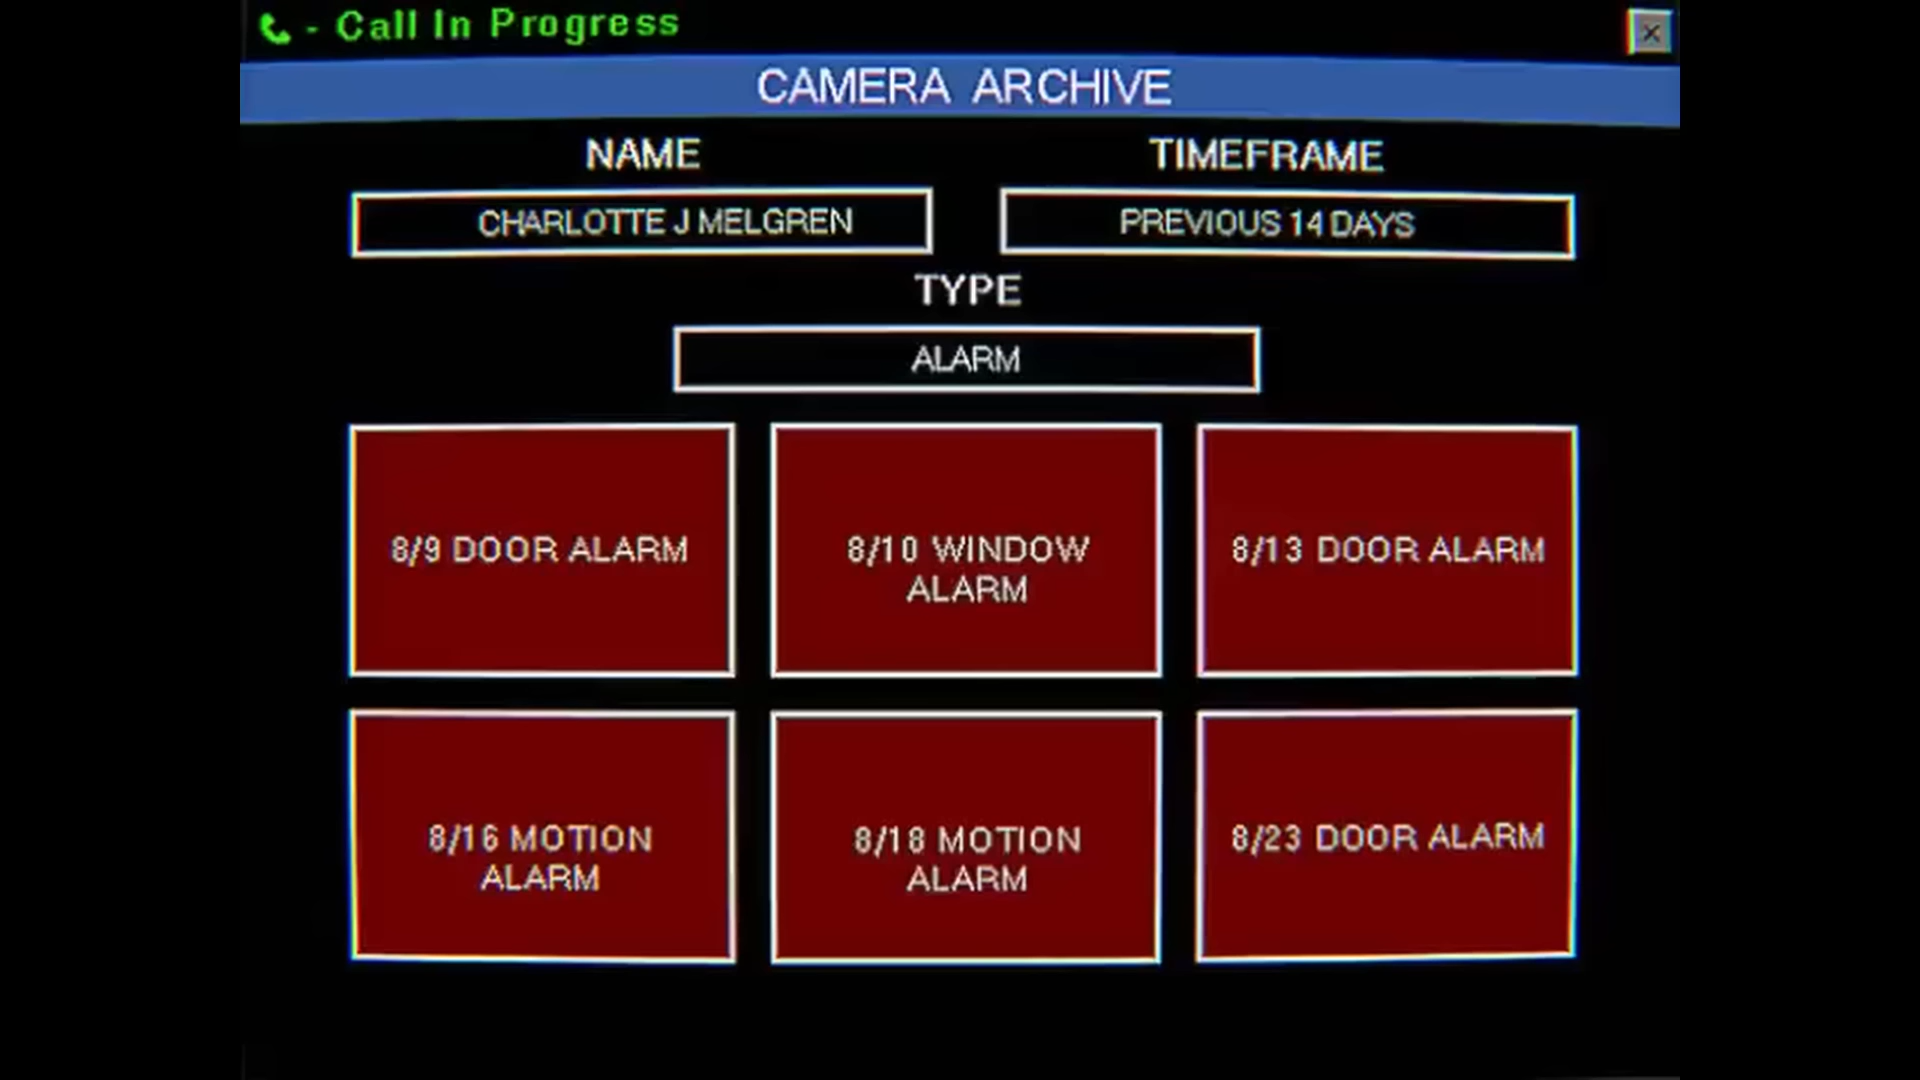 - Call In Progress
CAMERA ARCHIVE
NAME
TIMEFRAME
CHARLOTTE J MELGREN
PREVIOUS 14 DAYS
TYPE
ALARM
8/9 DOOR ALARM
8/10 WINDOW
ALARM
8/13 DOOR ALARM
8/16 MOTION
ALARM
8/18 MOTION
ALARM
8/23 DOOR ALARM